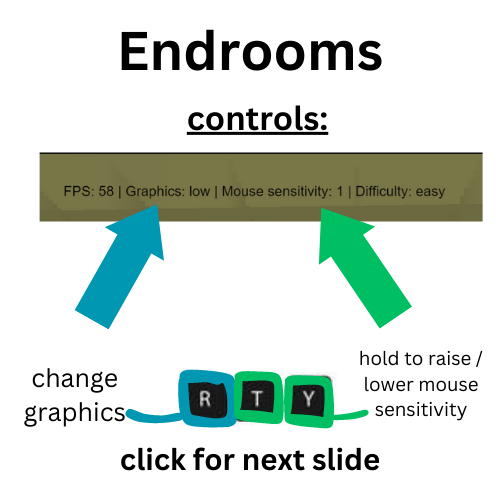 Endrooms
controls:
FPS: 58 | Graphics: low | Mouse sensitivity: 1 | Difficulty: easy
change
graphics
R T Y
hold to raise /
lower mouse
sensitivity
click for next slide